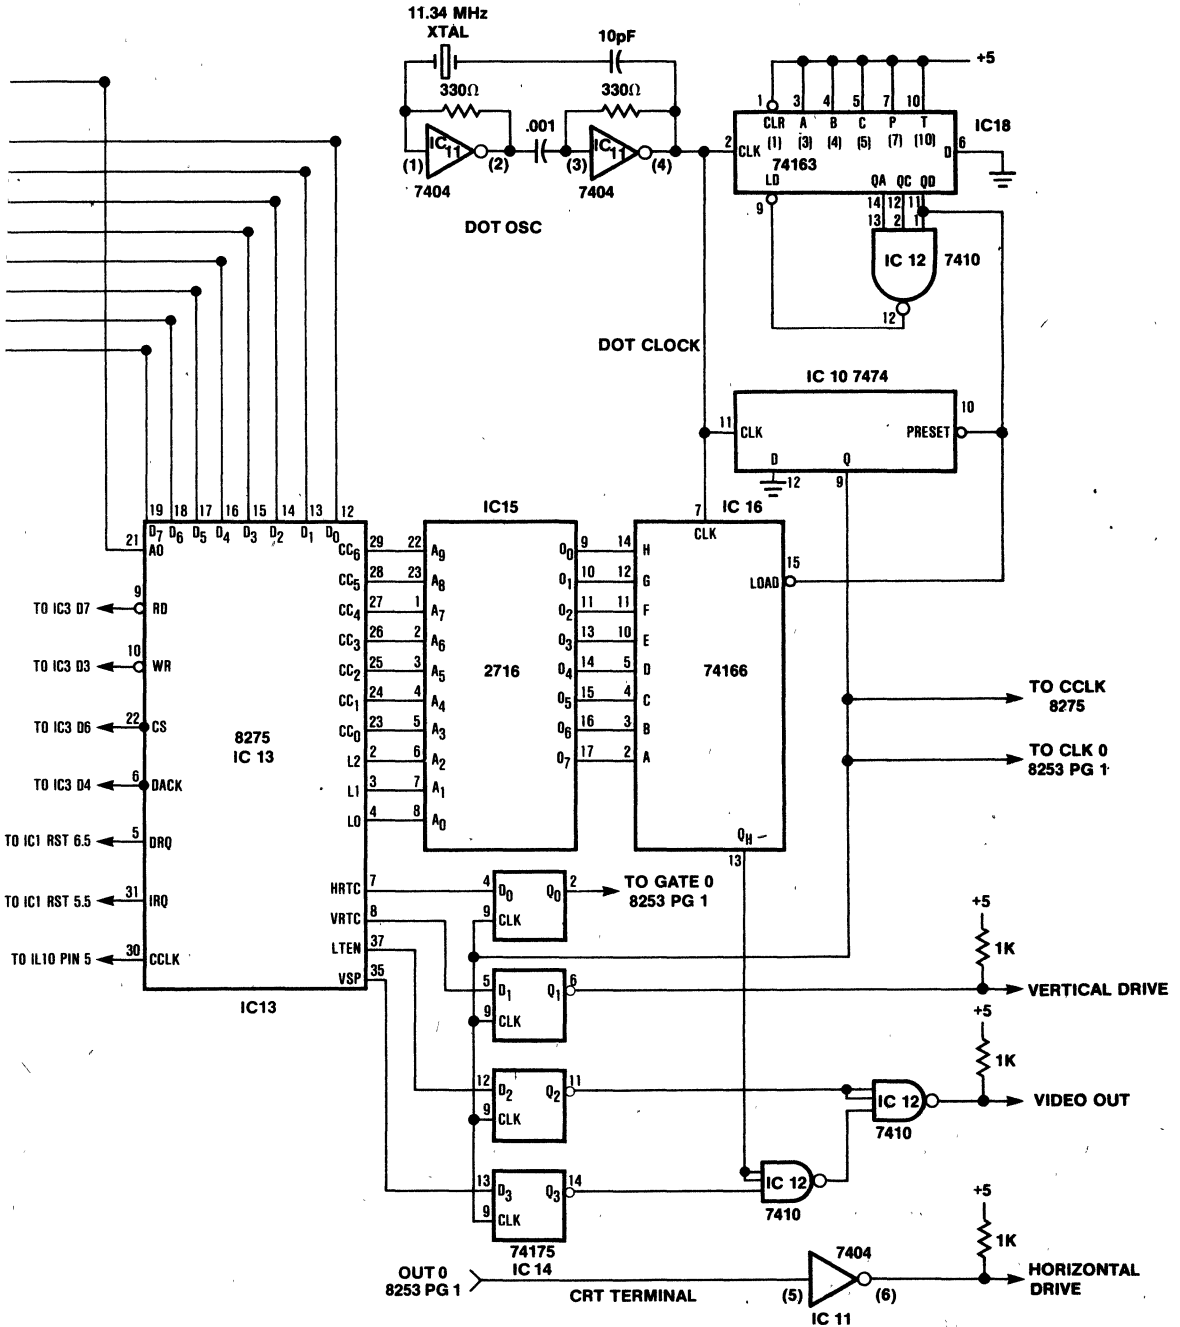 11.34 MHz
XTAL
10pF
330Ω
330Ω
.001
IC 11
IC 11
(1)
(2)
(3)
(4)
7404
7404
DOT OSC
+5
1 3 4 5 7 10
CLR A B C P T
(1) (3) (4) (5) (7) (10)
IC18
2 CLK
74163
D 6
LD
QA QC QD
9
14 12 11
13 2 1
IC 12
7410
12
DOT CLOCK
IC 10 7474
11 CLK
PRESET 10
D
Q
12
9
19 18 17 16 15 14 13 12
D7 D6 D5 D4 D3 D2 D1 D0
IC15
7
IC 16
CLK
21 A0
CC6 29 22 A9
O0 9 14 H
15
LOAD
CC5 28 23 A8
O1 10 12 G
TO IC3 D7 9 RD
CC4 27 1 A7
O2 11 11 F
CC3 26 2 A6
O3 13 10 E
TO IC3 D3 10 WR
CC2 25 3 A5
2716
O4 14 5 D
74166
CC1 24 4 A4
O5 15 4 C
TO CCLK
8275
TO IC3 D6 22 CS
CC0 23 5 A3
O6 16 3 B
8275
IC 13
L2 2 6 A2
O7 17 2 A
TO CLK 0
8253 PG 1
TO IC3 D4 6 DACK
L1 3 7 A1
L0 4 8 A0
QH
13
TO IC1 RST 6.5 5 DRQ
HRTC 7
4 D0 Q0 2
TO GATE 0
8253 PG 1
TO IC1 RST 5.5 31 IRQ
VRTC 8
9 CLK
+5
1K
LTEN 37
TO IL10 PIN 5 30 CCLK
VSP 35
IC13
5 D1 Q1 6
VERTICAL DRIVE
9 CLK
+5
1K
12 D2 Q2 11
9 CLK
IC 12
7410
VIDEO OUT
13 D3 Q3 14
9 CLK
IC 12
7410
74175
IC 14
+5
1K
OUT 0
8253 PG 1
CRT TERMINAL
7404
(5)
(6)
IC 11
HORIZONTAL
DRIVE